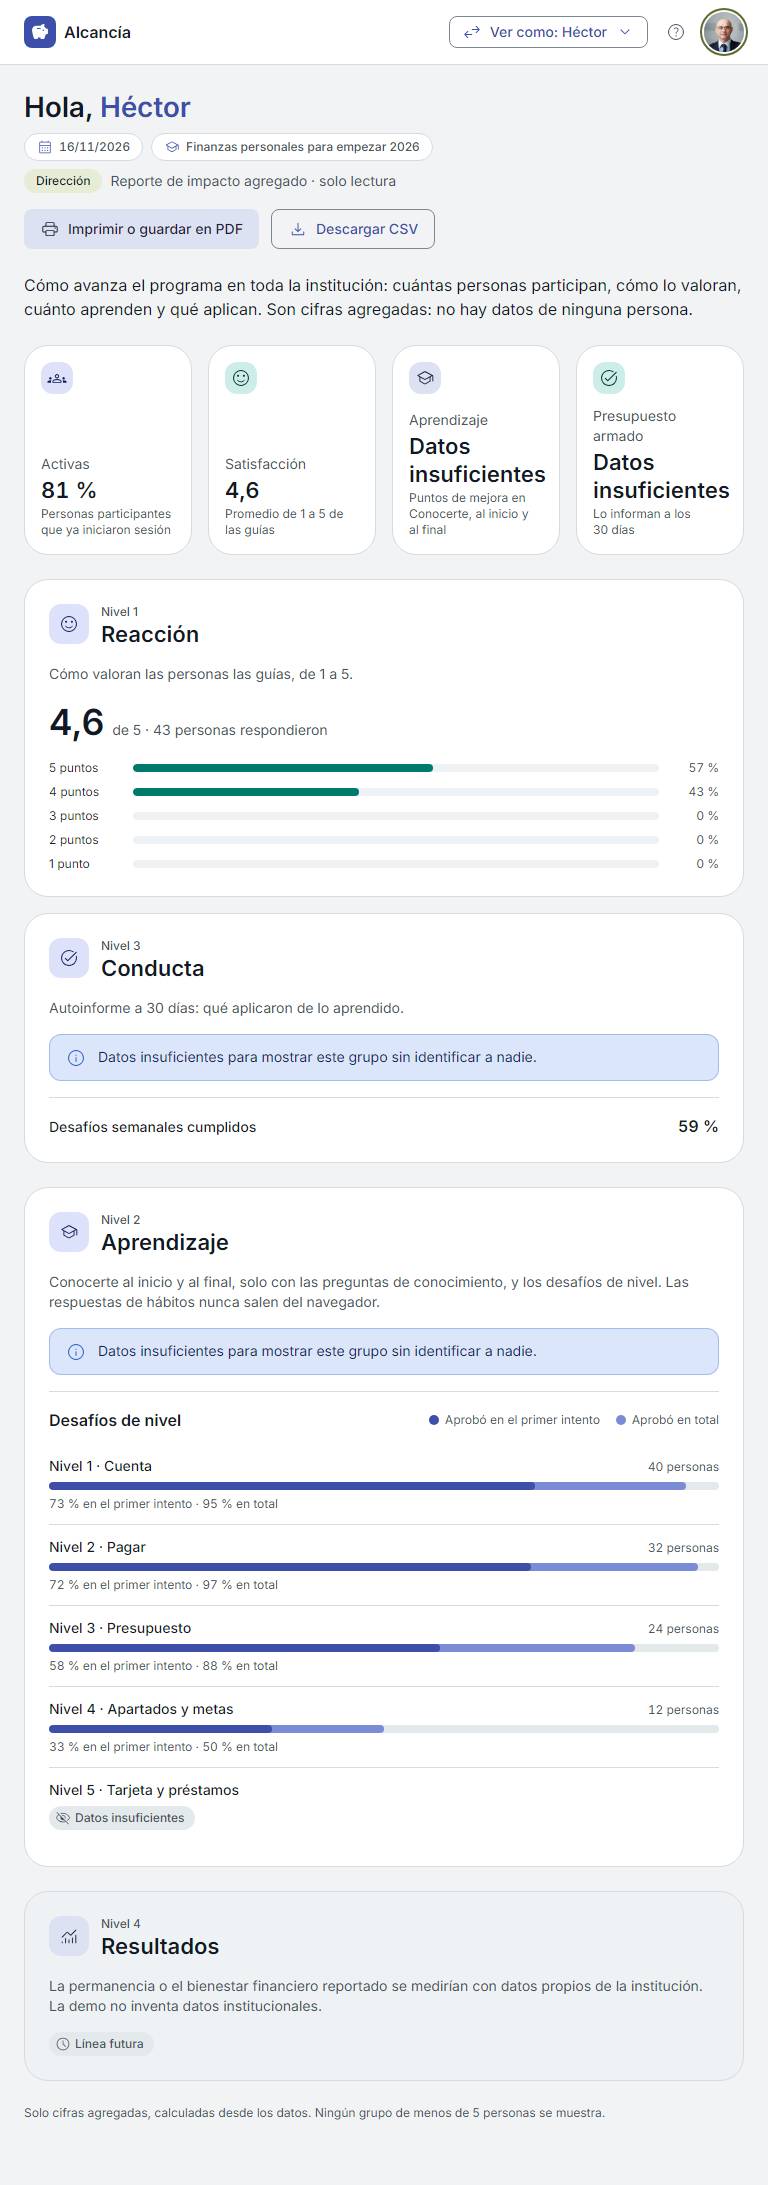 Alcancía
Ver como: Héctor
Hola, Héctor
16/11/2026
Finanzas personales para empezar 2026
Dirección
Reporte de impacto agregado · solo lectura
Imprimir o guardar en PDF
Descargar CSV
Cómo avanza el programa en toda la institución: cuántas personas participan, cómo lo valoran,
cuánto aprenden y qué aplican. Son cifras agregadas: no hay datos de ninguna persona.
Activas
81 %
Personas participantes
que ya iniciaron sesión
Satisfacción
4,6
Promedio de 1 a 5 de
las guías
Aprendizaje
Datos
insuficientes
Puntos de mejora en
Conocerte, al inicio y
al final
Presupuesto
armado
Datos
insuficientes
Lo informan a los
30 días
Nivel 1
Reacción
Cómo valoran las personas las guías, de 1 a 5.
4,6 de 5 · 43 personas respondieron
5 puntos 57 %
4 puntos 43 %
3 puntos 0 %
2 puntos 0 %
1 punto 0 %
Nivel 3
Conducta
Autoinforme a 30 días: qué aplicaron de lo aprendido.
Datos insuficientes para mostrar este grupo sin identificar a nadie.
Desafíos semanales cumplidos 59 %
Nivel 2
Aprendizaje
Conocerte al inicio y al final, solo con las preguntas de conocimiento, y los desafíos de nivel. Las
respuestas de hábitos nunca salen del navegador.
Datos insuficientes para mostrar este grupo sin identificar a nadie.
Desafíos de nivel
Aprobó en el primer intento
Aprobó en total
Nivel 1 · Cuenta 40 personas
73 % en el primer intento · 95 % en total
Nivel 2 · Pagar 32 personas
72 % en el primer intento · 97 % en total
Nivel 3 · Presupuesto 24 personas
58 % en el primer intento · 88 % en total
Nivel 4 · Apartados y metas 12 personas
33 % en el primer intento · 50 % en total
Nivel 5 · Tarjeta y préstamos
Datos insuficientes
Nivel 4
Resultados
La permanencia o el bienestar financiero reportado se medirían con datos propios de la institución.
La demo no inventa datos institucionales.
Línea futura
Solo cifras agregadas, calculadas desde los datos. Ningún grupo de menos de 5 personas se muestra.